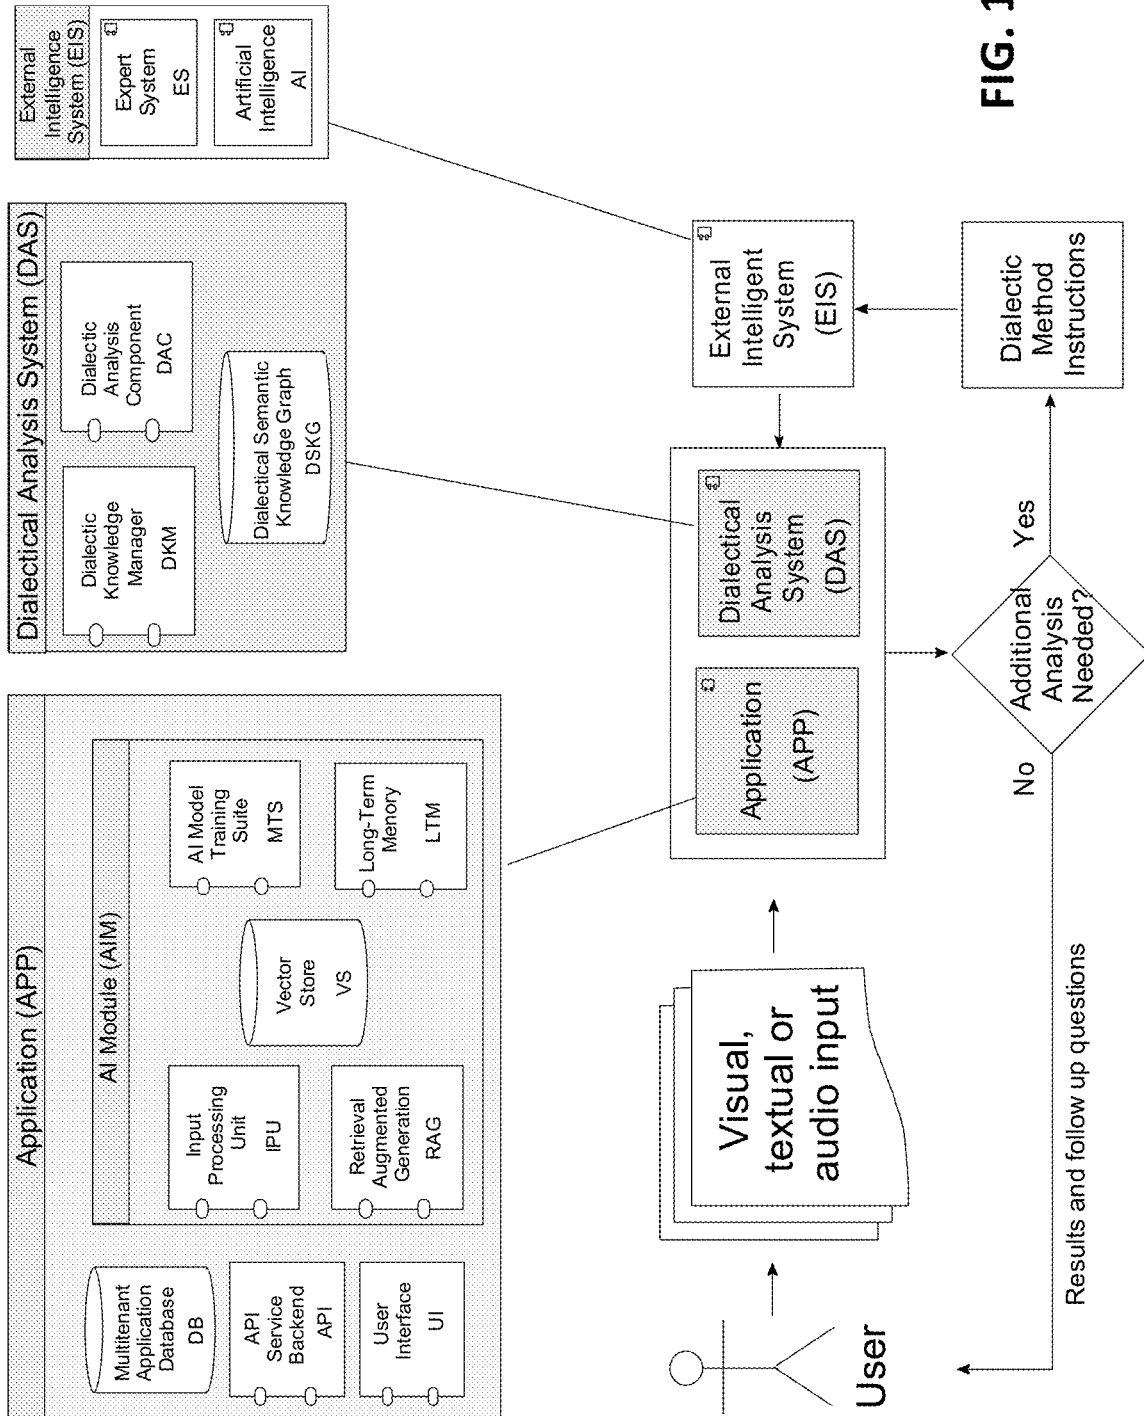 Application (APP)
Multitenant
Application
Database
DB
API
Service
Backend
API
User
Interface
UI
AI Module (AIM)
Input
Processing
Unit
IPU
Retrieval
Augmented
Generation
RAG
Vector
Store
VS
AI Model
Training
Suite
MTS
Long-Term
Menory
LTM
Dialectical Analysis System (DAS)
Dialectic
Knowledge
Manager
DKM
Dialectic
Analysis
Component
DAC
Dialectical Semantic
Knowledge Graph
DSKG
External
Intelligence
System (EIS)
Expert
System
ES
Artificial
Intelligence
AI
User
Visual,
textual or
audio input
Application
(APP)
Dialectical
Analysis
System
(DAS)
External
Intelligent
System
(EIS)
Additional
Analysis
Needed?
No
Yes
Dialectic
Method
Instructions
Results and follow up questions
FIG. 1